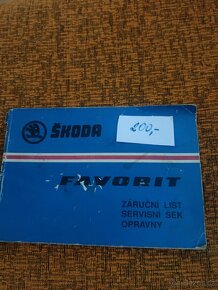 ŠKODA
200,-
FAVORIT
ZÁRUČNÍ LIST
SERVISNÍ ŠEK
OPRAVNY